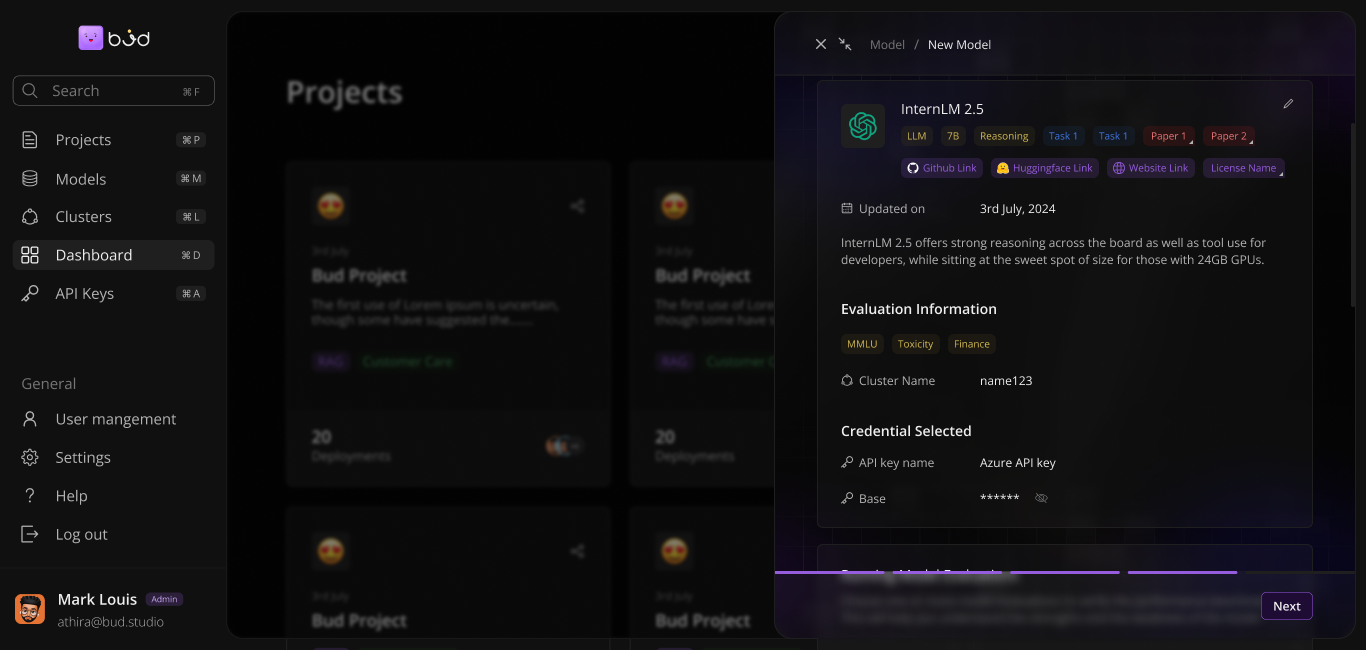 bud
Search ⌘ F
Projects ⌘ P
Models ⌘ M
Clusters ⌘ L
Dashboard ⌘ D
API Keys ⌘ A
General
User mangement
Settings
? Help
Log out
Mark Louis Admin
athira@bud.studio
Projects
3rd July
Bud Project
The first use of Lorem ipsum is uncertain,
though some have suggested the......
RAG Customer Care
20
Deployments
3rd July
Bud Project
The first use of Lore
though some have s
RAG Customer C
20
Deployments
3rd July
Bud Project
3rd July
Bud Project
Model / New Model
InternLM 2.5
LLM 7B Reasoning Task 1 Task 1 Paper 1 Paper 2
Github Link Huggingface Link Website Link License Name
Updated on 3rd July, 2024
InternLM 2.5 offers strong reasoning across the board as well as tool use for
developers, while sitting at the sweet spot of size for those with 24GB GPUs.
Evaluation Information
MMLU Toxicity Finance
Cluster Name name123
Credential Selected
API key name Azure API key
Base ******
Next